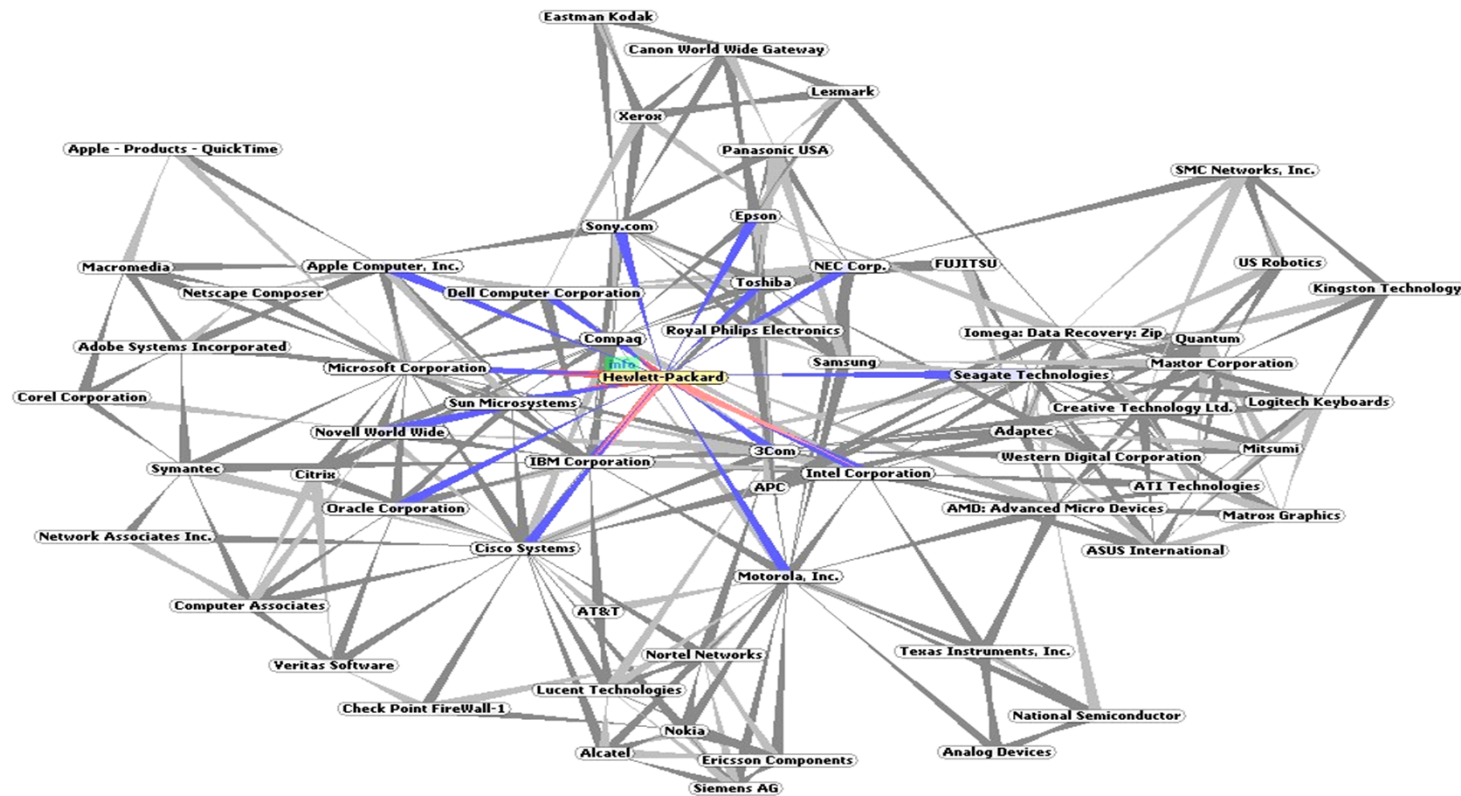 Eastman Kodak
Canon World Wide Gateway
Lexmark
Xerox
Apple - Products - QuickTime
Panasonic USA
SMC Networks, Inc.
Epson
Sony.com
Macromedia
Apple Computer, Inc.
NEC Corp.
FUJITSU
US Robotics
Netscape Composer
Dell Computer Corporation
Toshiba
Kingston Technology
Royal Philips Electronics
Iomega: Data Recovery: Zip
Compaq
Quantum
Adobe Systems Incorporated
info
Samsung
Maxtor Corporation
Microsoft Corporation
Hewlett-Packard
Seagate Technologies
Corel Corporation
Sun Microsystems
Creative Technology Ltd.
Logitech Keyboards
Novell World Wide
Adaptec
3Com
Mitsumi
Western Digital Corporation
IBM Corporation
Symantec
Citrix
Intel Corporation
APC
ATI Technologies
Oracle Corporation
AMD: Advanced Micro Devices
Matrox Graphics
Network Associates Inc.
Cisco Systems
ASUS International
Motorola, Inc.
Computer Associates
AT&T
Nortel Networks
Texas Instruments, Inc.
Veritas Software
Lucent Technologies
Check Point FireWall-1
National Semiconductor
Nokia
Alcatel
Analog Devices
Ericsson Components
Siemens AG